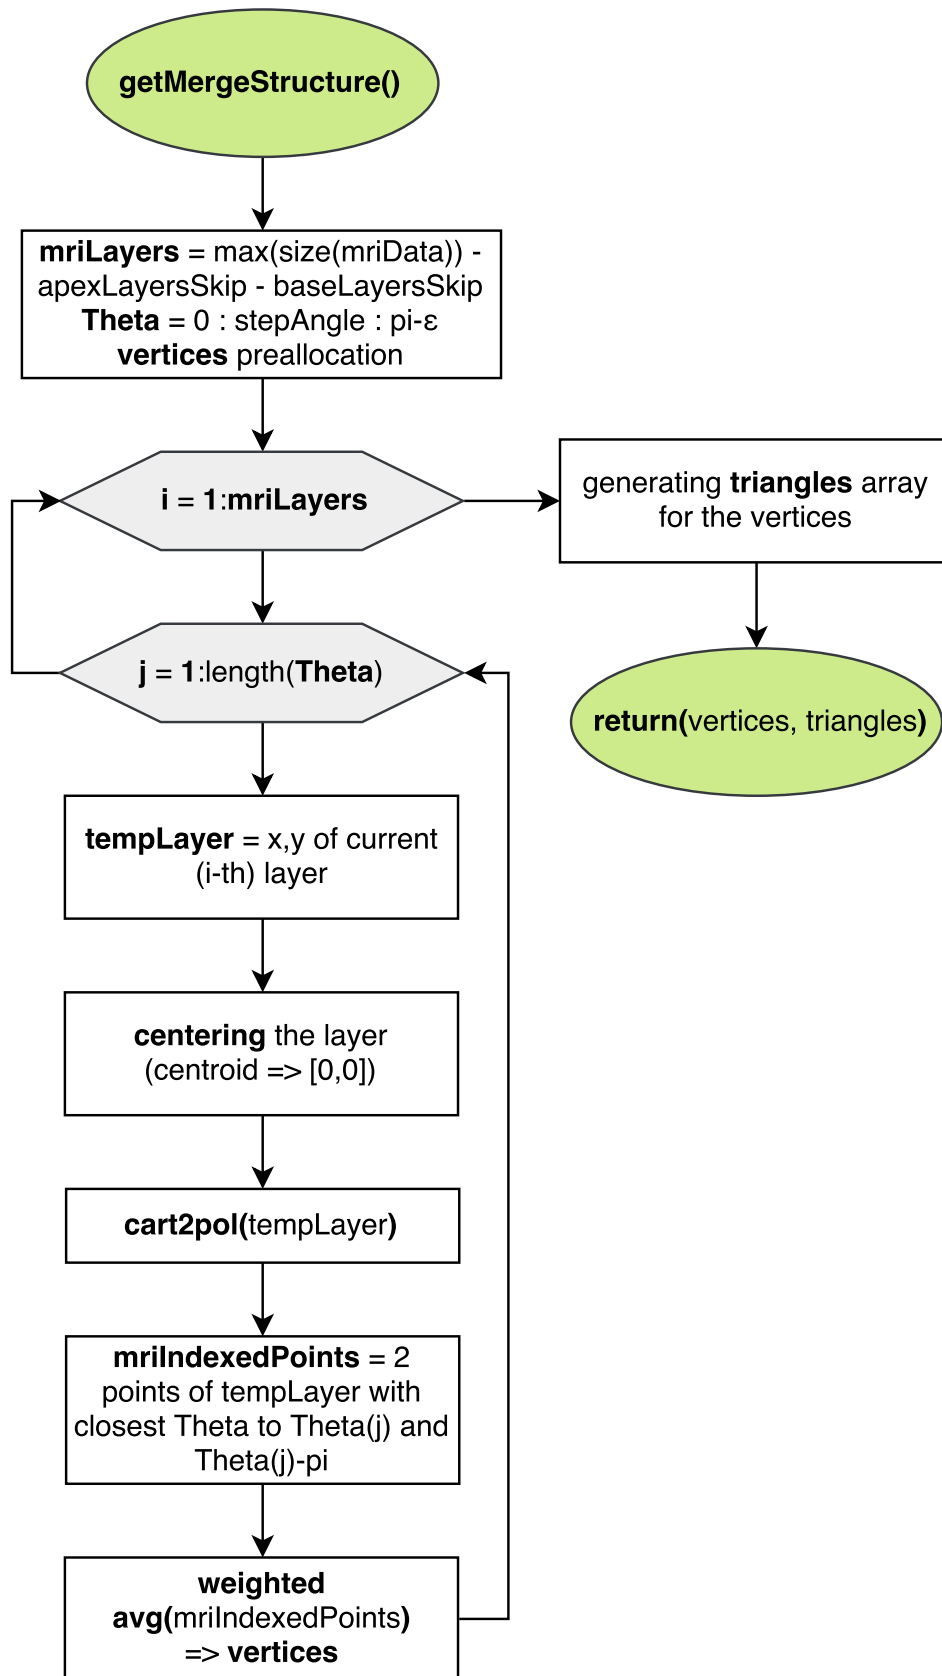 getMergeStructure()
mriLayers = max(size(mriData)) -
apexLayersSkip - baseLayersSkip
Theta = 0 : stepAngle : pi-ε
vertices preallocation
i = 1:mriLayers
generating triangles array
for the vertices
j = 1:length(Theta)
return(vertices, triangles)
tempLayer = x,y of current
(i-th) layer
centering the layer
(centroid => [0,0])
cart2pol(tempLayer)
mriIndexedPoints = 2
points of tempLayer with
closest Theta to Theta(j) and
Theta(j)-pi
weighted
avg(mriIndexedPoints)
=> vertices